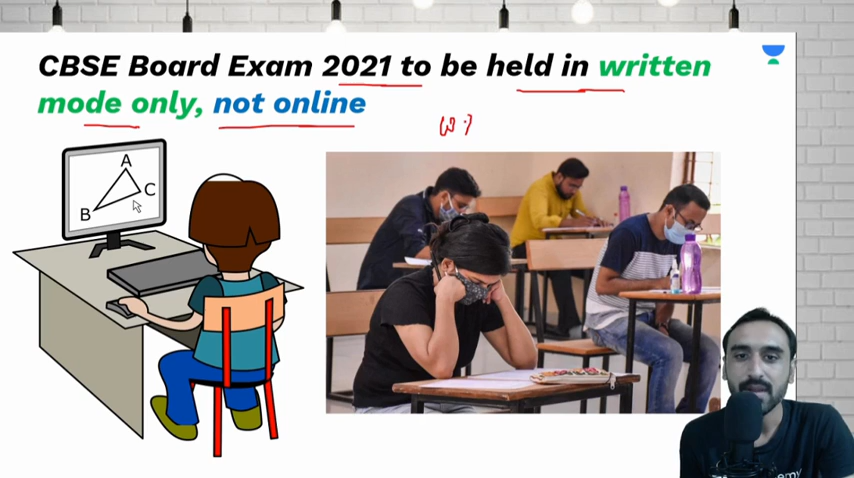 CBSE Board Exam 2021 to be held in written
mode only, not online
A
C
B